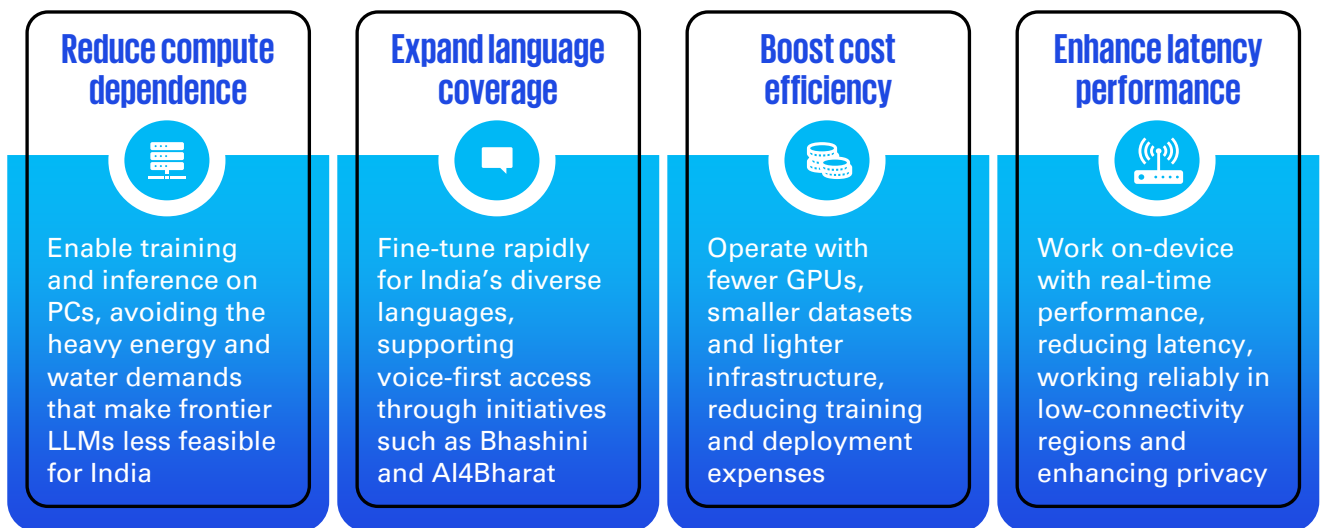 Reduce compute
dependence
Enable training
and inference on
PCs, avoiding the
heavy energy and
water demands
that make frontier
LLMs less feasible
for India
Expand language
coverage
Fine-tune rapidly
for India’s diverse
languages,
supporting
voice-first access
through initiatives
such as Bhashini
and AI4Bharat
Boost cost
efficiency
Operate with
fewer GPUs,
smaller datasets
and lighter
infrastructure,
reducing training
and deployment
expenses
Enhance latency
performance
Work on-device
with real-time
performance,
reducing latency,
working reliably in
low-connectivity
regions and
enhancing privacy